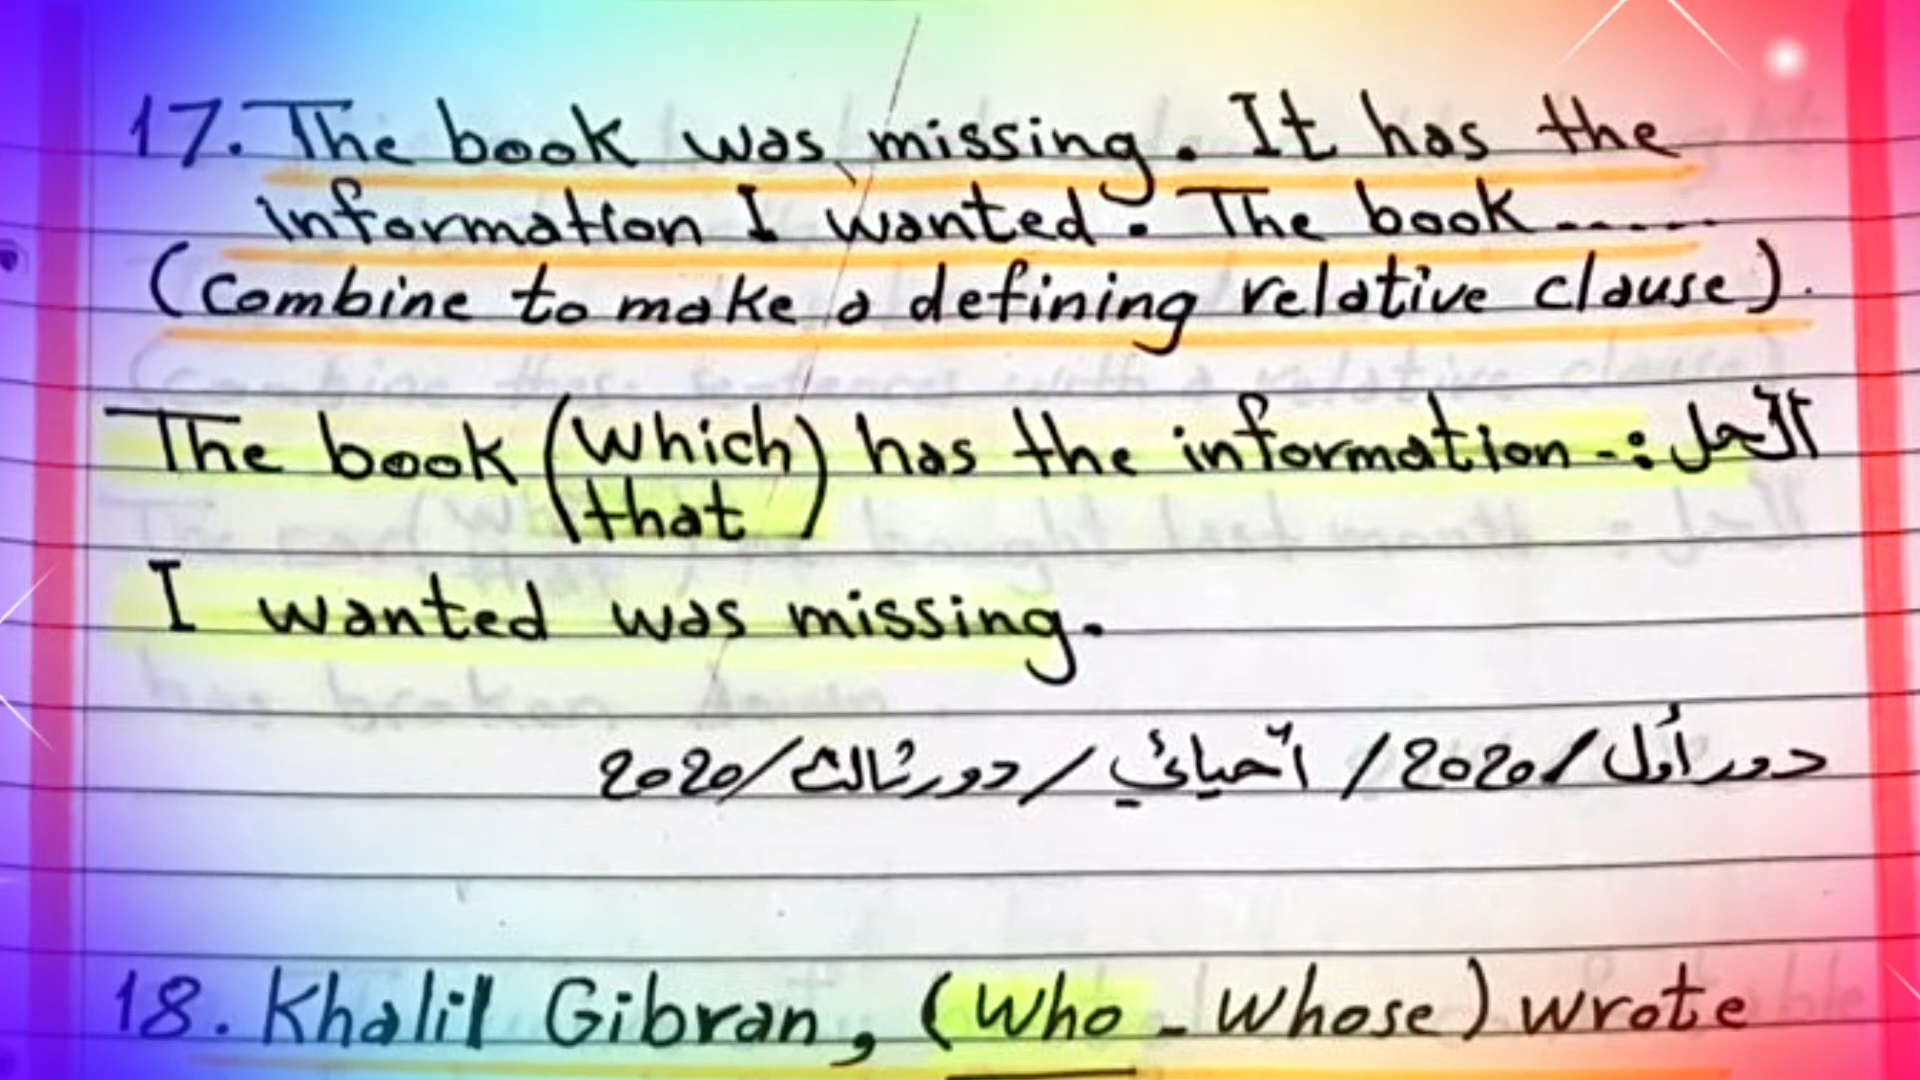 17. The book was missing. It has the
information I wanted. The book ......
(Combine to make a defining relative clause).
الحل :- The book (Which) has the information
(that)
I wanted was missing.
دور أول / 2020 / أحيائي / دور ثالث / 2020
18. Khalil Gibran, (Who - Whose) wrote